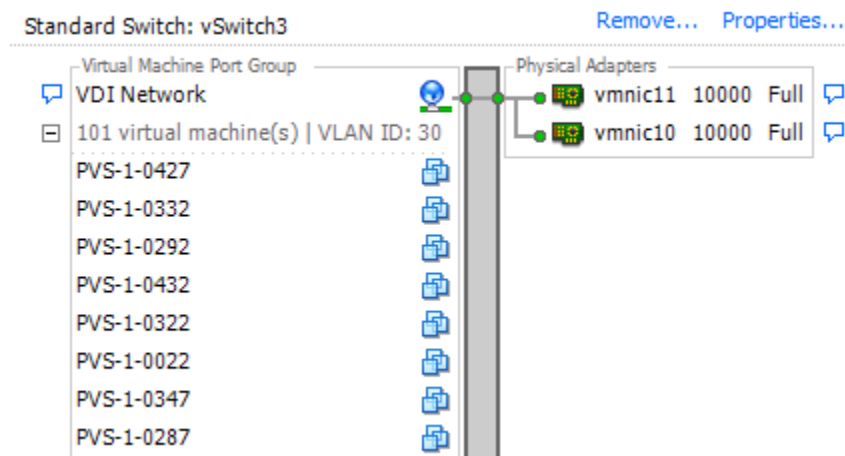 Standard Switch: vSwitch3 Remove... Properties...
Virtual Machine Port Group Physical Adapters
VDI Network vmnic11 10000 Full
101 virtual machine(s) | VLAN ID: 30 vmnic10 10000 Full
PVS-1-0427
PVS-1-0332
PVS-1-0292
PVS-1-0432
PVS-1-0322
PVS-1-0022
PVS-1-0347
PVS-1-0287